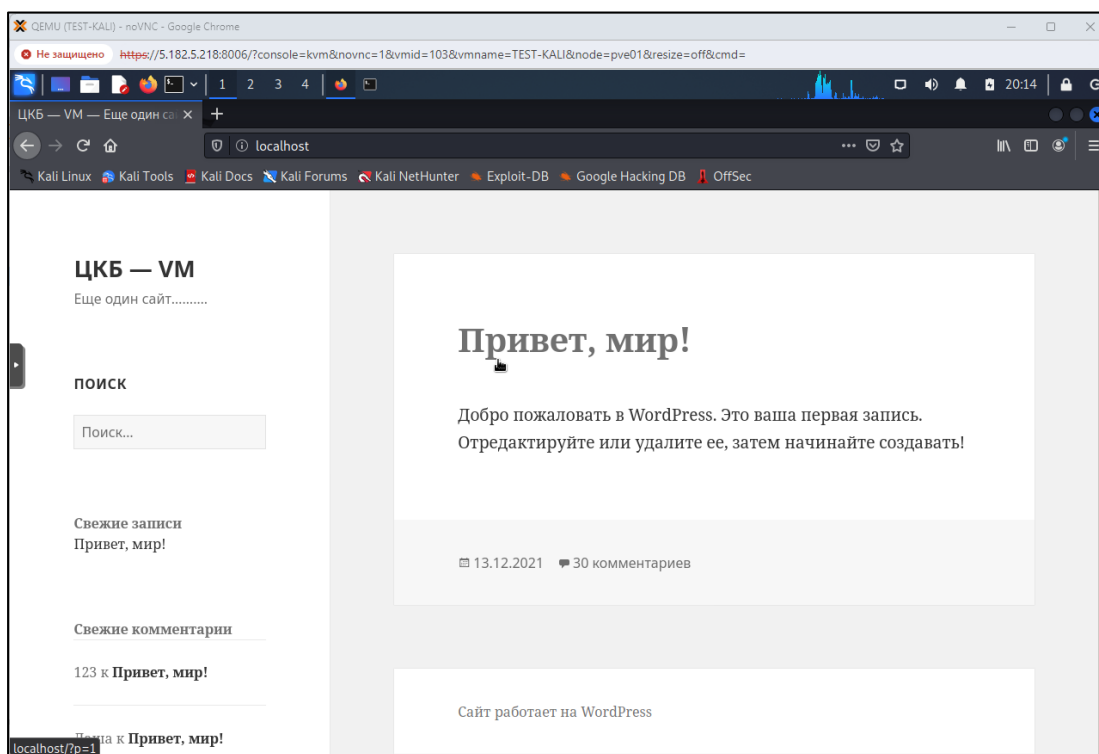 QEMU (TEST-KALI) - noVNC - Google Chrome
Не защищено https://5.182.5.218:8006/?console=kvm&novnc=1&vmid=103&vmname=TEST-KALI&node=pve01&resize=off&cmd=
1 2 3 4 20:14
ЦКБ — VM — Еще один са
localhost
Kali Linux Kali Tools Kali Docs Kali Forums Kali NetHunter Exploit-DB Google Hacking DB OffSec
ЦКБ — VM
Еще один сайт..........
ПОИСК
Поиск...
Свежие записи
Привет, мир!
Свежие комментарии
123 к Привет, мир!
к Привет, мир!
Привет, мир!
Добро пожаловать в WordPress. Это ваша первая запись.
Отредактируйте или удалите ее, затем начинайте создавать!
13.12.2021 30 комментариев
Сайт работает на WordPress
localhost/?p=1